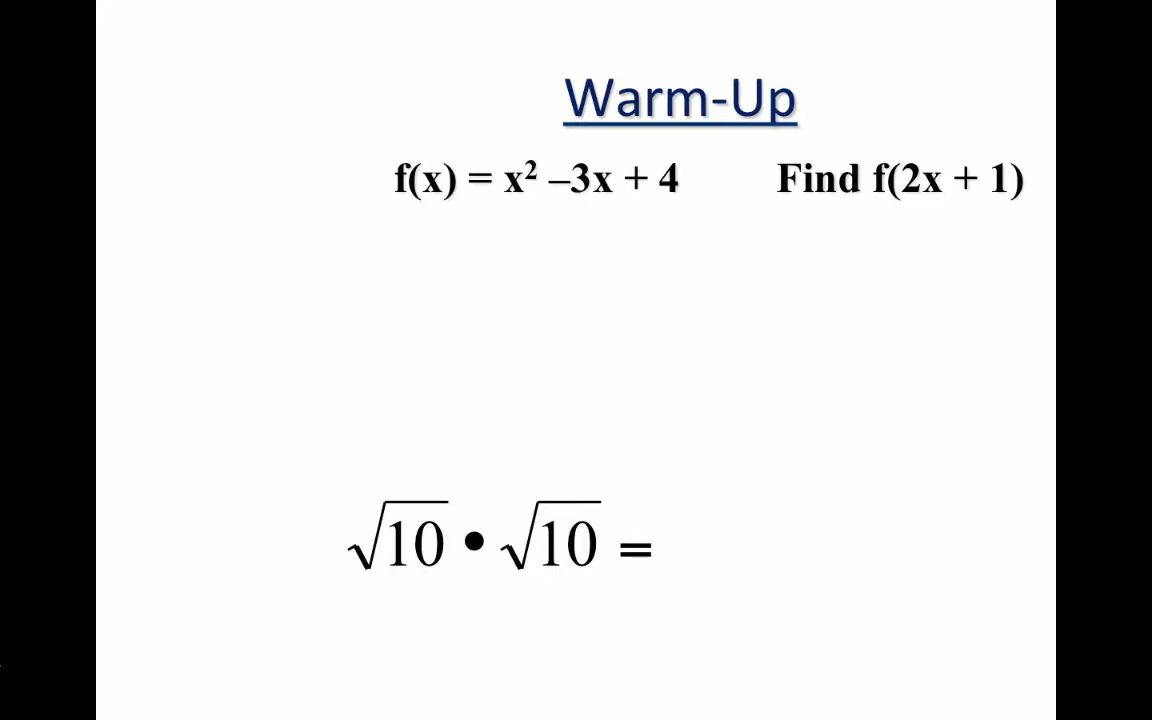 Warm-Up
f(x) = x² –3x + 4 Find f(2x + 1)
√10 • √10 =